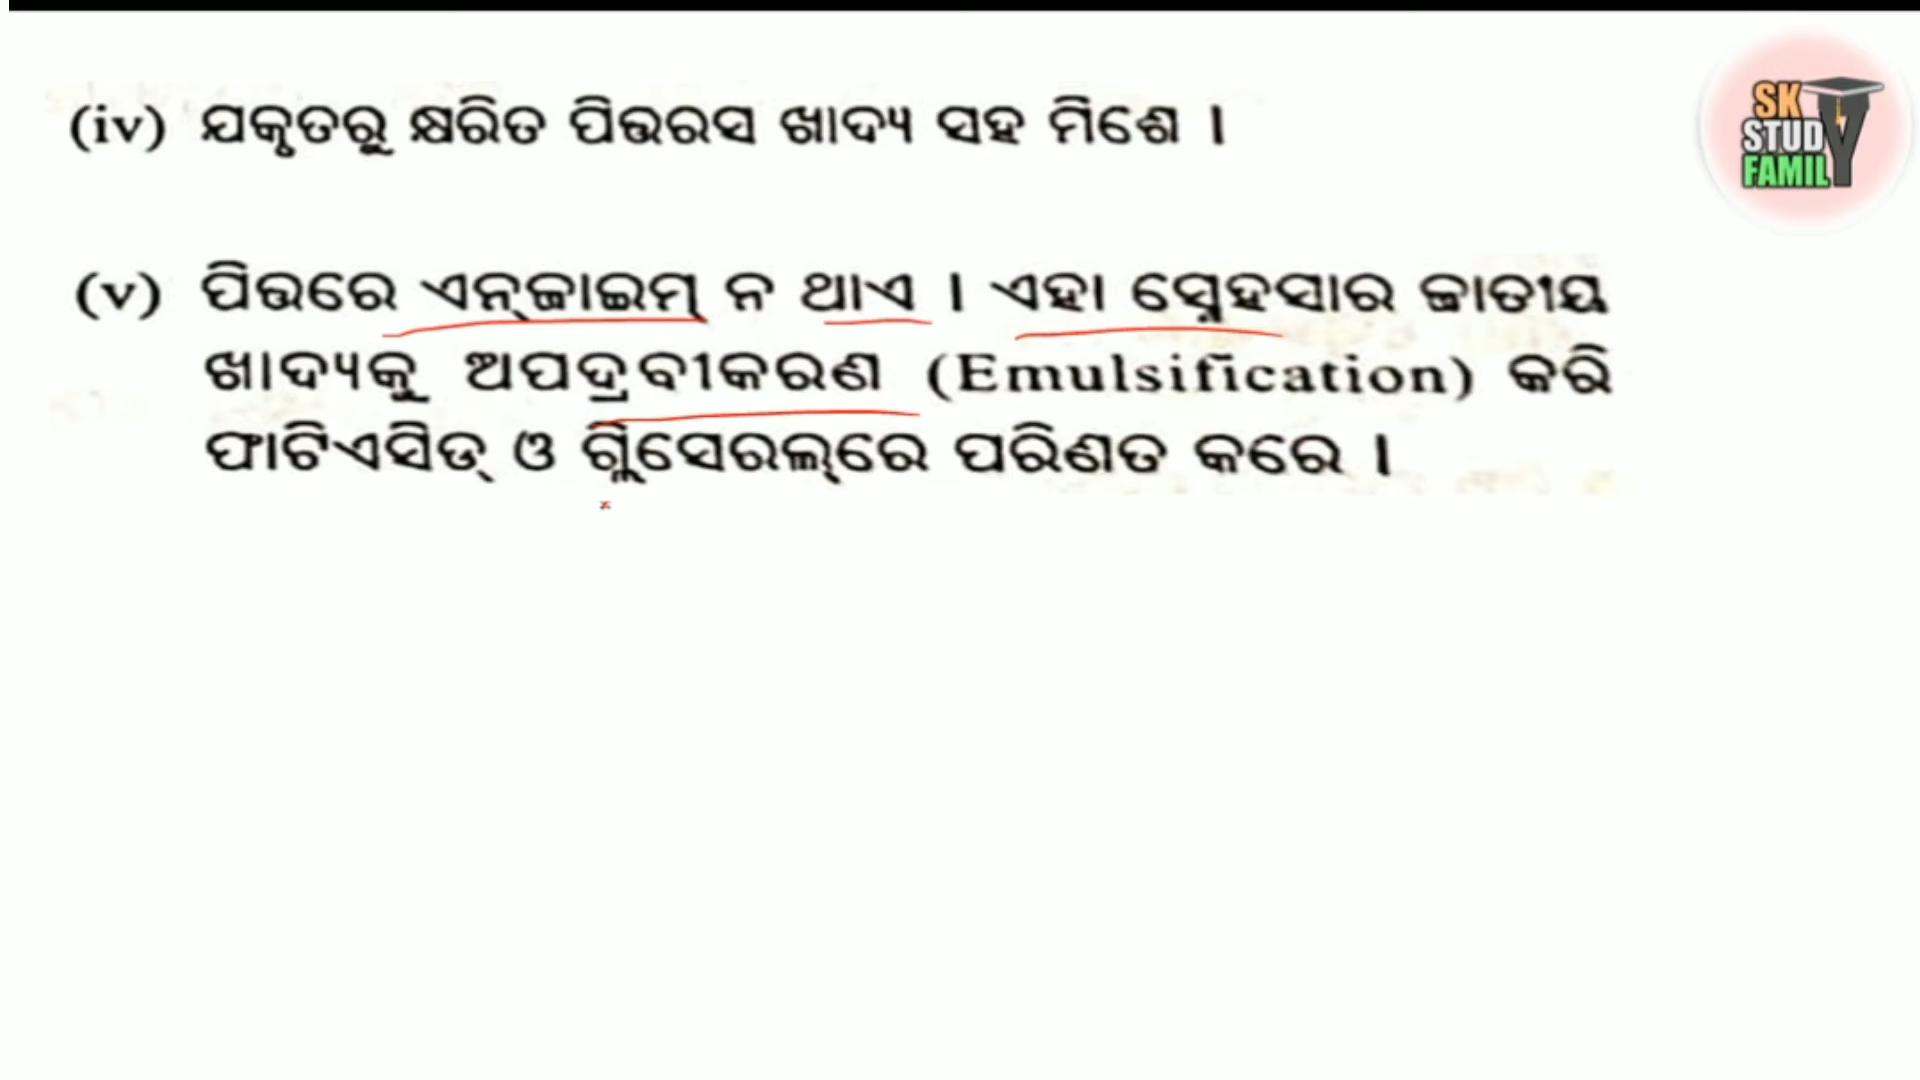 (iv) ଯକୃତରୁ କ୍ଷରିତ ପିତ୍ତରସ ଖାଦ୍ୟ ସହ ମିଶେ ।
SK
STUDY
FAMILY
(v) ପିତ୍ତରେ ଏନ୍‌ଜାଇମ୍ ନ ଥାଏ । ଏହା ସ୍ନେହସାର ଜାତୀୟ
ଖାଦ୍ୟକୁ ଅପଦ୍ରବୀକରଣ (Emulsification) କରି
ଫାଟିଏସିଡ୍ ଓ ଗ୍ଲିସେରଲ୍‌ରେ ପରିଣତ କରେ ।